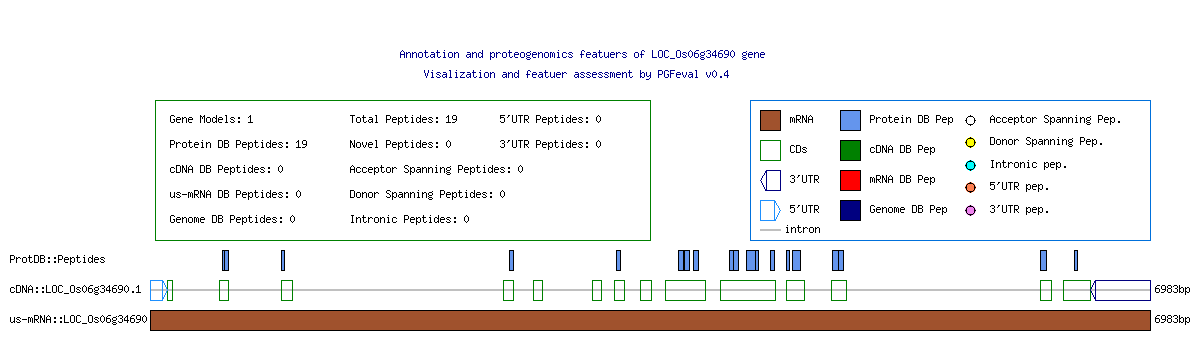 Annotation and proteogenomics featuers of LOC_Os06g34690 gene
Visalization and featuer assessment by PGFeval v0.4
Gene Models: 1 Total Peptides: 19 5'UTR Peptides: 0
Protein DB Peptides: 19 Novel Peptides: 0 3'UTR Peptides: 0
cDNA DB Peptides: 0 Acceptor Spanning Peptides: 0
us-mRNA DB Peptides: 0 Donor Spanning Peptides: 0
Genome DB Peptides: 0 Intronic Peptides: 0
mRNA Protein DB Pep Acceptor Spanning Pep.
CDs cDNA DB Pep Donor Spanning Pep.
3'UTR mRNA DB Pep Intronic pep.
5'UTR Genome DB Pep 5'UTR pep.
intron 3'UTR pep.
ProtDB::Peptides
cDNA::LOC_Os06g34690.1 6983bp
us-mRNA::LOC_Os06g34690 6983bp